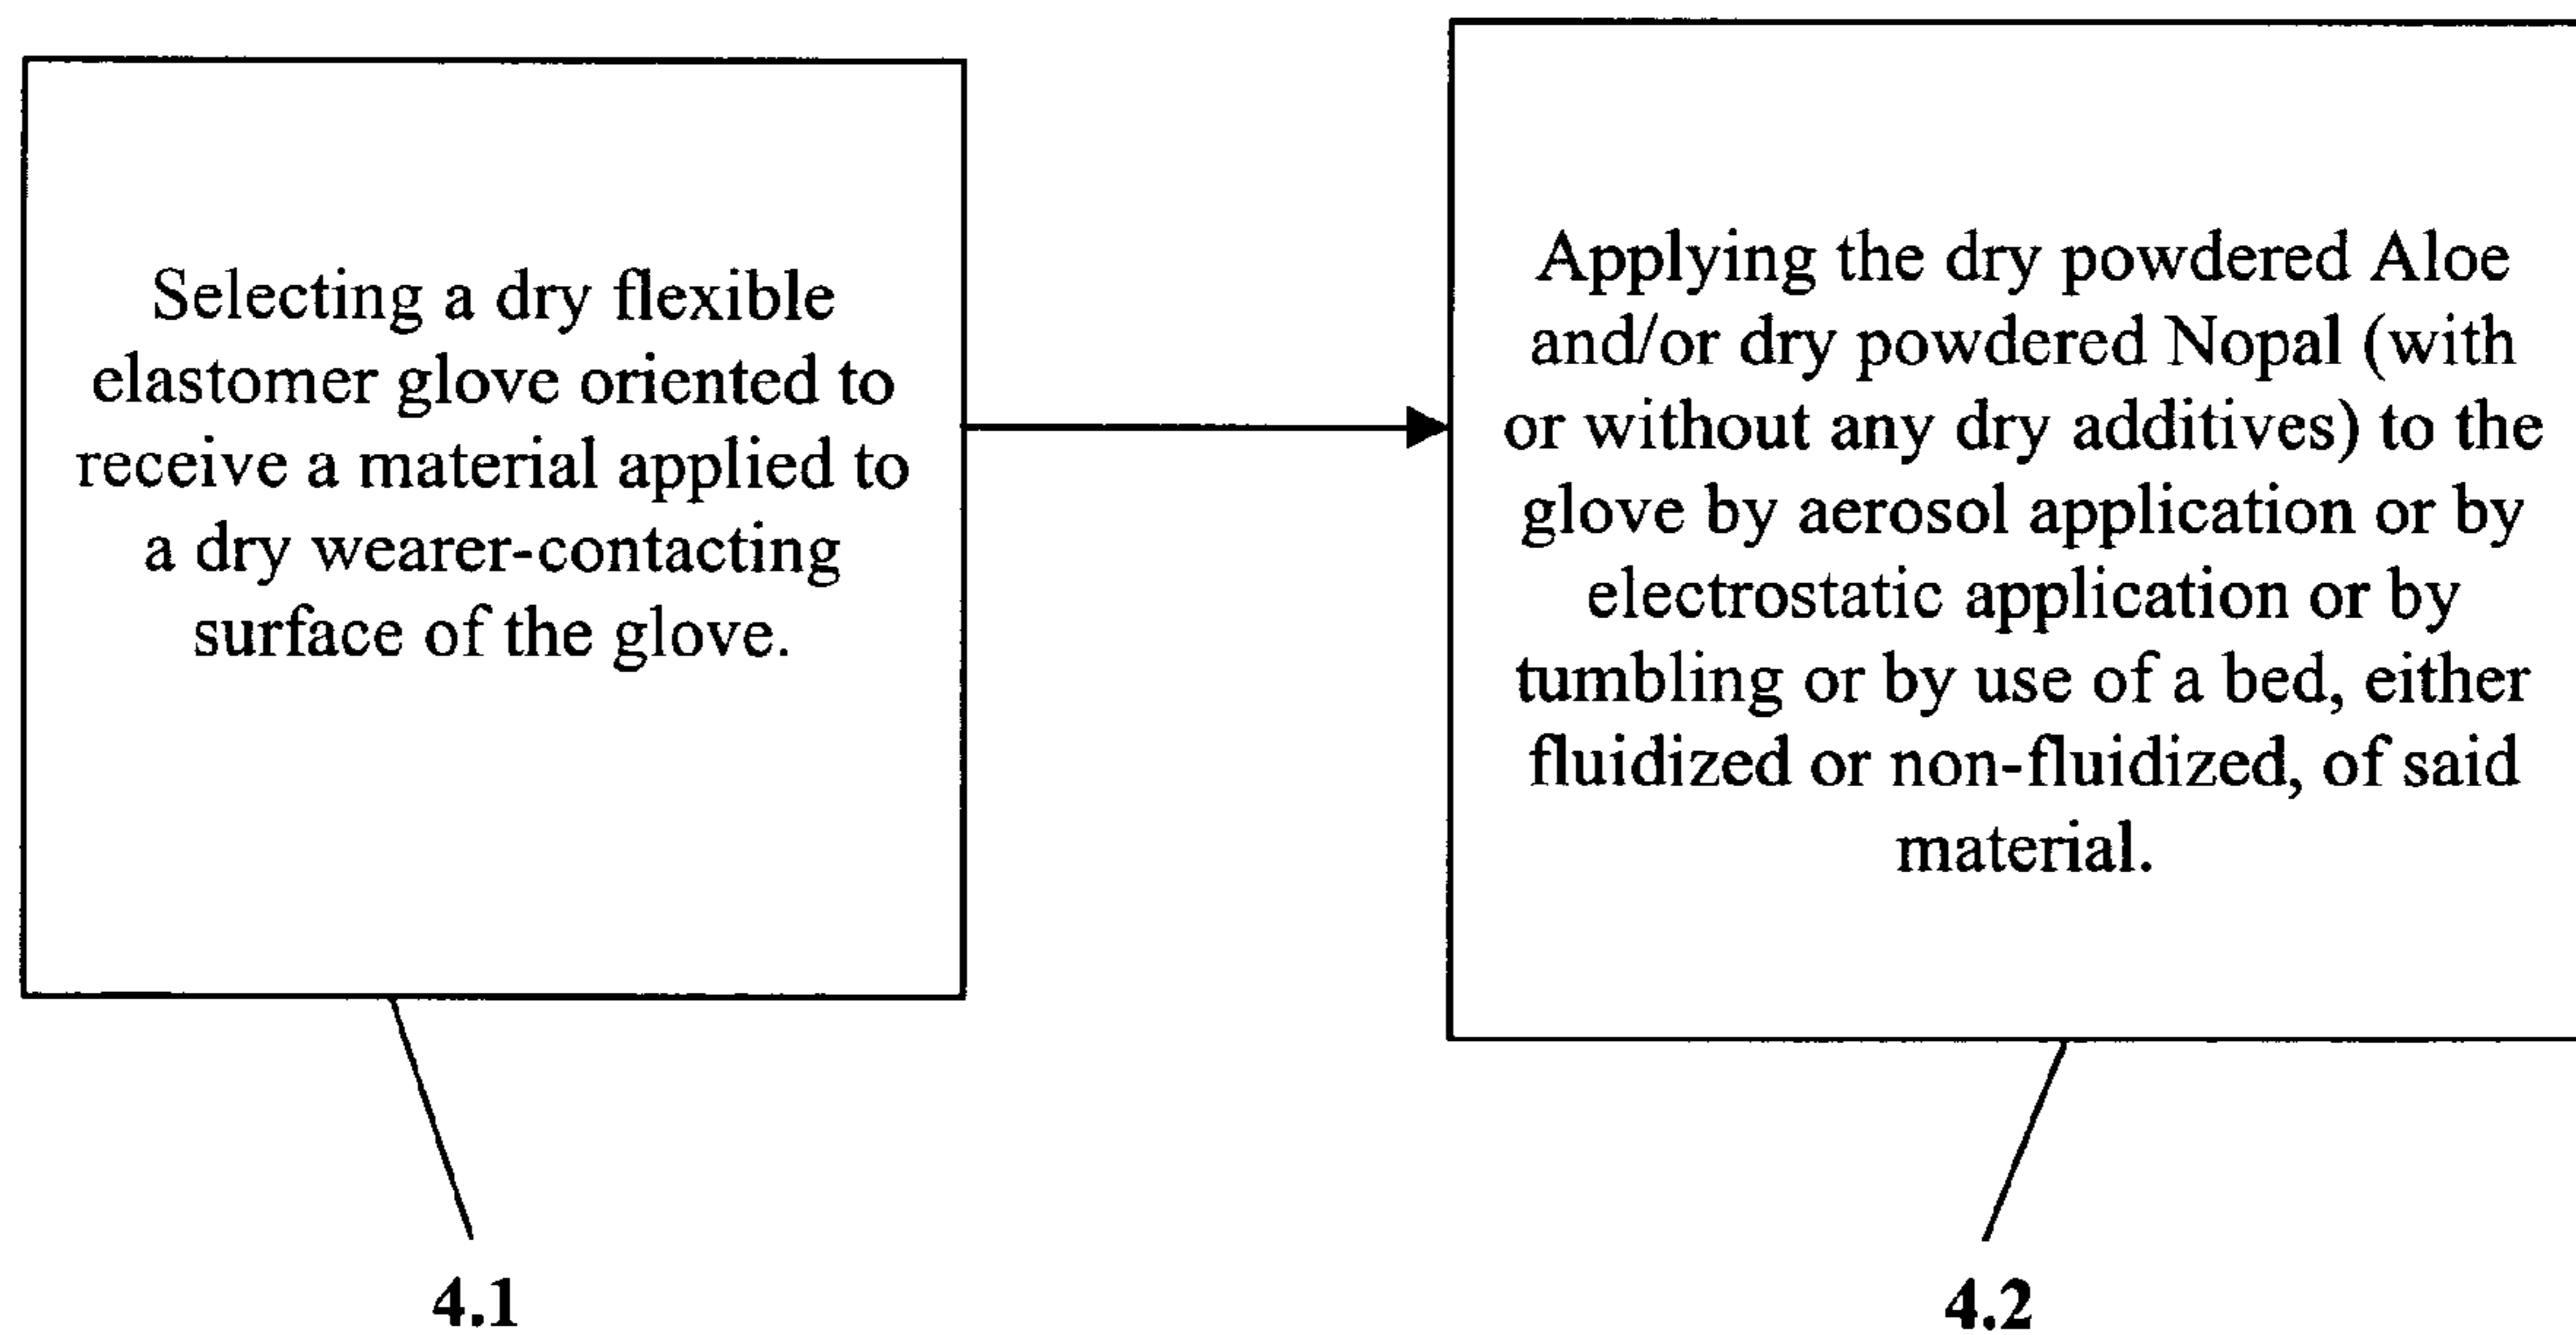 Selecting a dry flexible
elastomer glove oriented to
receive a material applied to
a dry wearer-contacting
surface of the glove.
Applying the dry powdered Aloe
and/or dry powdered Nopal (with
or without any dry additives) to the
glove by aerosol application or by
electrostatic application or by
tumbling or by use of a bed, either
fluidized or non-fluidized, of said
material.
4.1
4.2